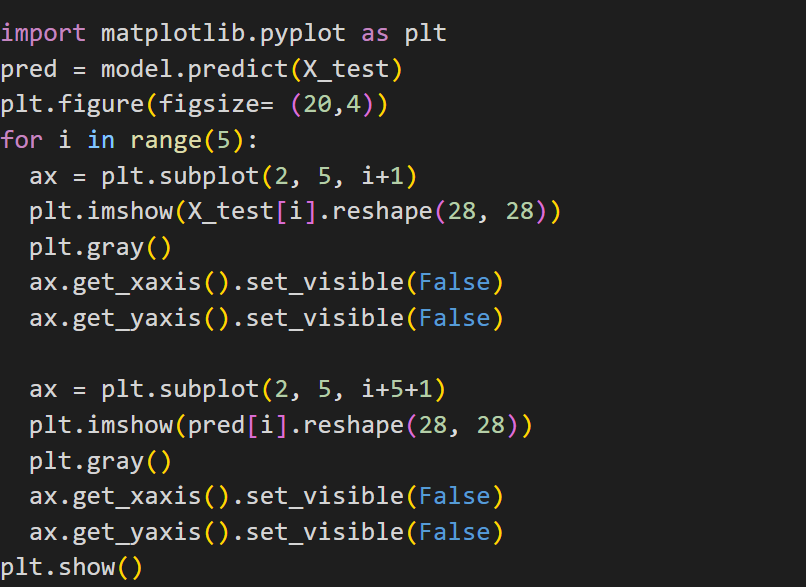 import matplotlib.pyplot as plt
pred = model.predict(X_test)
plt.figure(figsize= (20,4))
for i in range(5):
  ax = plt.subplot(2, 5, i+1)
  plt.imshow(X_test[i].reshape(28, 28))
  plt.gray()
  ax.get_xaxis().set_visible(False)
  ax.get_yaxis().set_visible(False)

  ax = plt.subplot(2, 5, i+5+1)
  plt.imshow(pred[i].reshape(28, 28))
  plt.gray()
  ax.get_xaxis().set_visible(False)
  ax.get_yaxis().set_visible(False)
plt.show()